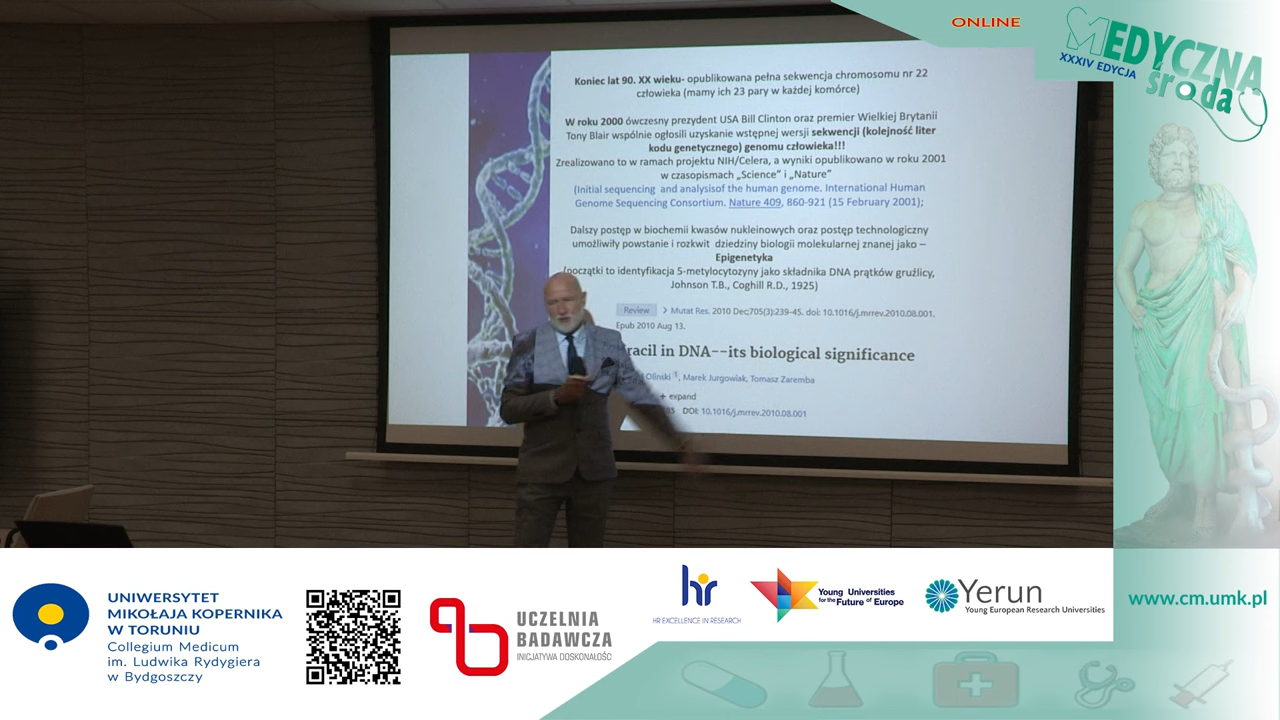 ONLINE
MEDYCZNA
środa
XXXIV EDYCJA
Koniec lat 90. XX wieku- opublikowana pełna sekwencja chromosomu nr 22
człowieka (mamy ich 23 pary w każdej komórce)
W roku 2000 ówczesny prezydent USA Bill Clinton oraz premier Wielkiej Brytanii
Tony Blair wspólnie ogłosili uzyskanie wstępnej wersji sekwencji (kolejność liter
kodu genetycznego) genomu człowieka!!!
Zrealizowano to w ramach projektu NIH/Celera, a wyniki opublikowano w roku 2001
w czasopismach „Science" i „Nature"
(Initial sequencing and analysisof the human genome. International Human
Genome Sequencing Consortium. Nature 409, 860-921 (15 February 2001);
Dalszy postęp w biochemii kwasów nukleinowych oraz postęp technologiczny
umożliwiły powstanie i rozkwit dziedziny biologii molekularnej znanej jako –
Epigenetyka
(początki to identyfikacja 5-metylocytozyny jako składnika DNA prątków gruźlicy,
Johnson T.B., Coghill R.D., 1925)
Review > Mutat Res. 2010 Dec;705(3):239-45. doi: 10.1016/j.mrrev.2010.08.001.
Epub 2010 Aug 13.
racil in DNA--its biological significance
Olinski 1, Marek Jurgowiak, Tomasz Zaremba
+ expand
DOI: 10.1016/j.mrrev.2010.08.001
UNIWERSYTET
MIKOŁAJA KOPERNIKA
W TORUNIU
Collegium Medicum
im. Ludwika Rydygiera
w Bydgoszczy
UCZELNIA
BADAWCZA
INICJATYWA DOSKONAŁOŚCI
hr
HR EXCELLENCE IN RESEARCH
Young Universities
for the Future of Europe
Yerun
Young European Research Universities
www.cm.umk.pl